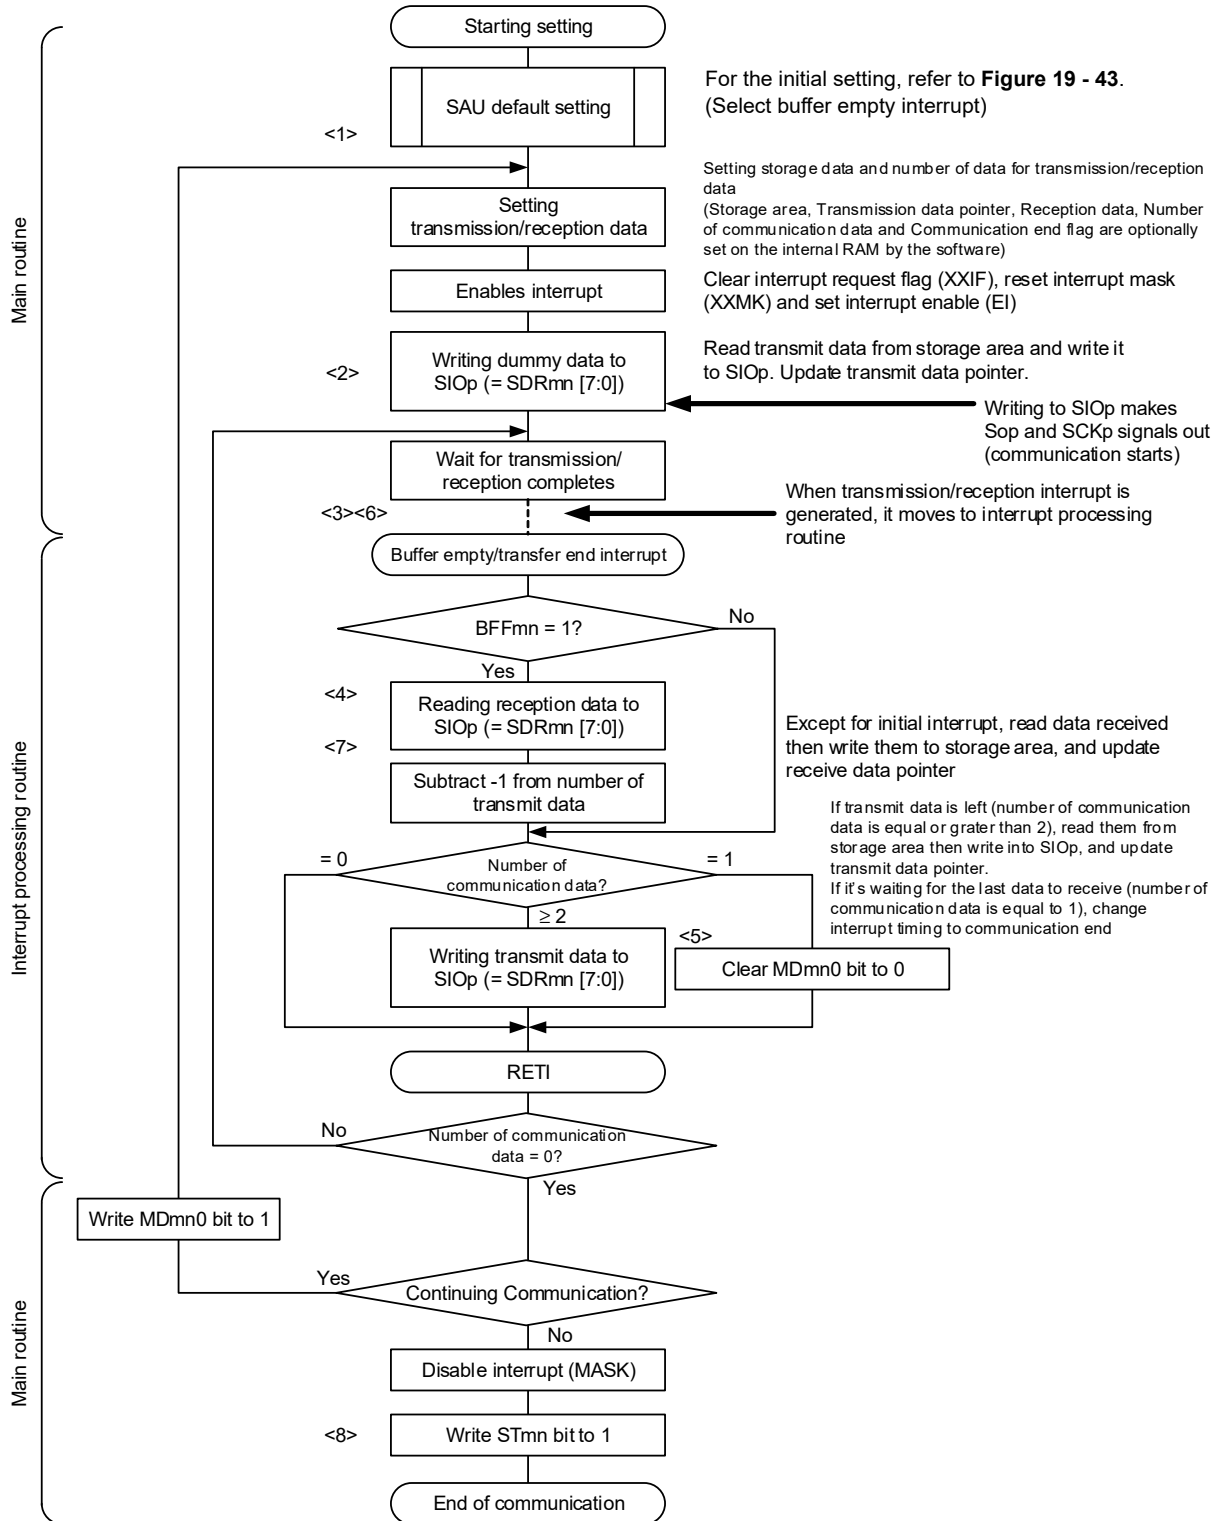 Starting setting
SAU default setting
For the initial setting, refer to Figure 19 - 43.
(Select buffer empty interrupt)
<1>
Main routine
Setting
transmission/reception data
Setting storage data and number of data for transmission/reception
data
(Storage area, Transmission data pointer, Reception data, Number
of communication data and Communication end flag are optionally
set on the internal RAM by the software)
Enables interrupt
Clear interrupt request flag (XXIF), reset interrupt mask
(XXMK) and set interrupt enable (EI)
<2>
Writing dummy data to
SIOp (= SDRmn [7:0])
Read transmit data from storage area and write it
to SIOp. Update transmit data pointer.
Writing to SIOp makes
Sop and SCKp signals out
(communication starts)
Wait for transmission/
reception completes
<3><6>
When transmission/reception interrupt is
generated, it moves to interrupt processing
routine
Interrupt processing routine
Buffer empty/transfer end interrupt
BFFmn = 1?
No
Yes
<4>
Reading reception data to
SIOp (= SDRmn [7:0])
<7>
Except for initial interrupt, read data received
then write them to storage area, and update
receive data pointer
Subtract -1 from number of
transmit data
= 0
Number of
communication data?
= 1
≥ 2
If transmit data is left (number of communication
data is equal or grater than 2), read them from
storage area then write into SIOp, and update
transmit data pointer.
If it's waiting for the last data to receive (number of
communication data is equal to 1), change
interrupt timing to communication end
Writing transmit data to
SIOp (= SDRmn [7:0])
<5>
Clear MDmn0 bit to 0
RETI
No
Number of communication
data = 0?
Yes
Main routine
Write MDmn0 bit to 1
Yes
Continuing Communication?
No
Disable interrupt (MASK)
<8>
Write STmn bit to 1
End of communication